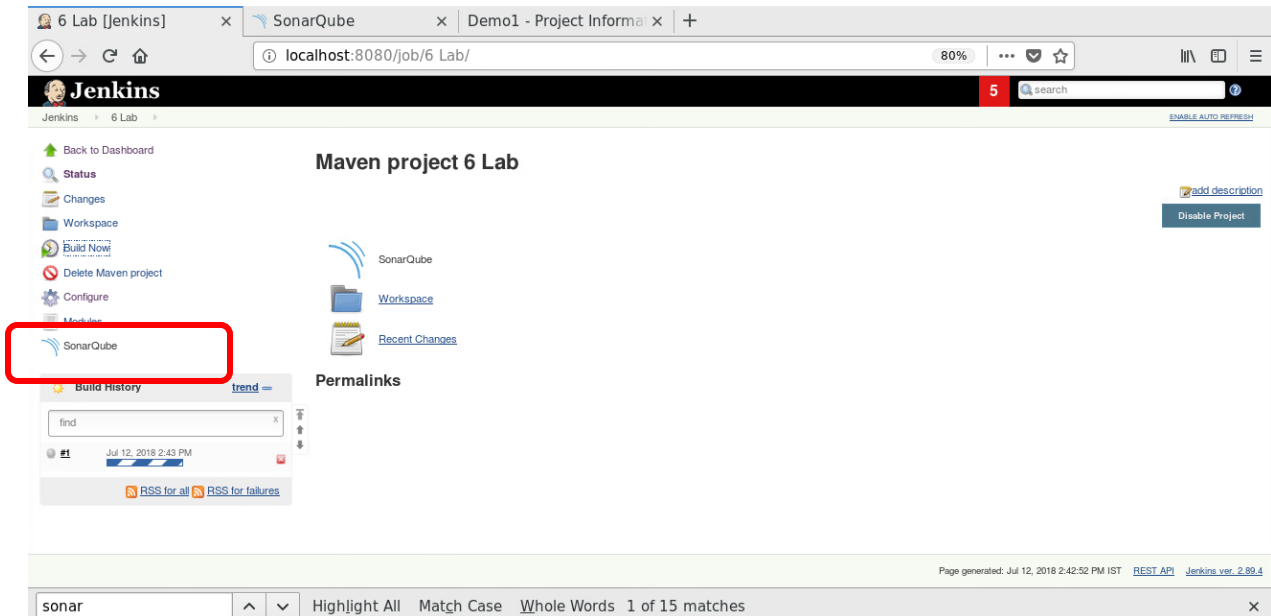 6 Lab [Jenkins] × SonarQube × Demo1 - Project Informa × +
localhost:8080/job/6 Lab/ 80%
Jenkins 5 search
Jenkins 6 Lab ENABLE AUTO REFRESH
Back to Dashboard
Status
Changes
Workspace
Build Now
Delete Maven project
Configure
Modules
SonarQube
Build History trend
find x
#1 Jul 12, 2018 2:43 PM
RSS for all RSS for failures
Maven project 6 Lab
add description
Disable Project
SonarQube
Workspace
Recent Changes
Permalinks
Page generated: Jul 12, 2018 2:42:52 PM IST REST API Jenkins ver. 2.89.4
sonar Highlight All Match Case Whole Words 1 of 15 matches ×